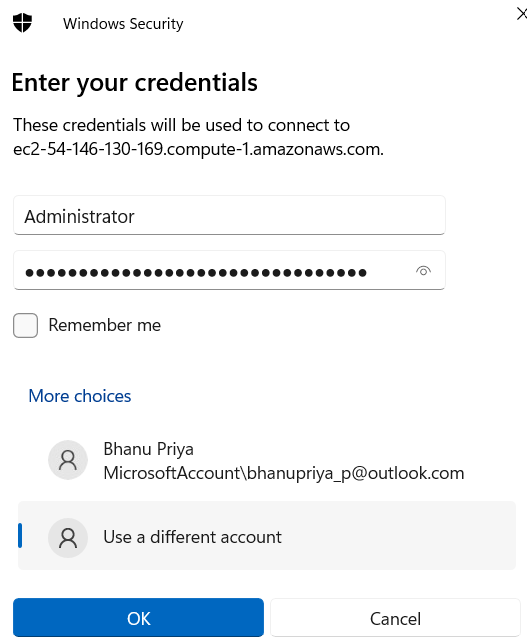 Windows Security
Enter your credentials
These credentials will be used to connect to
ec2-54-146-130-169.compute-1.amazonaws.com.
Administrator
●●●●●●●●●●●●●●●●●●●●●●●●●●●●●●●●
Remember me
More choices
Bhanu Priya
MicrosoftAccount\bhanupriya_p@outlook.com
Use a different account
OK
Cancel